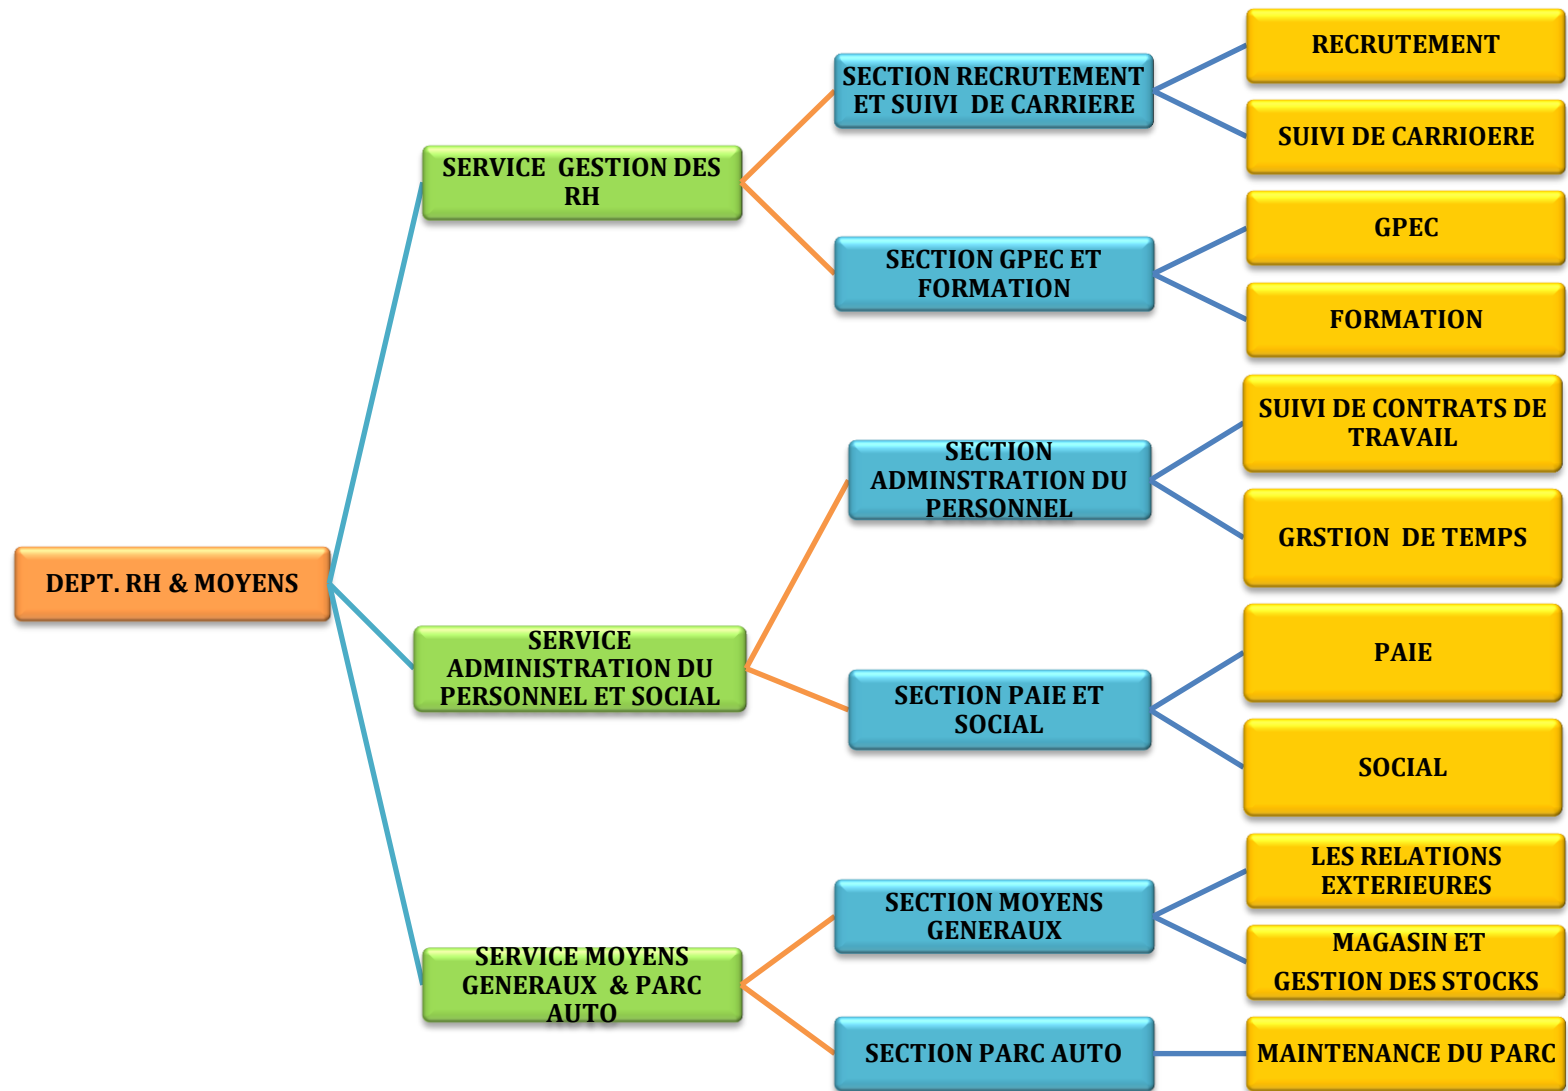 DEPT. RH & MOYENS
SERVICE GESTION DES
RH
SECTION RECRUTEMENT
ET SUIVI DE CARRIERE
RECRUTEMENT
SUIVI DE CARRIOERE
SECTION GPEC ET
FORMATION
GPEC
FORMATION
SERVICE
ADMINISTRATION DU
PERSONNEL ET SOCIAL
SECTION
ADMINSTRATION DU
PERSONNEL
SUIVI DE CONTRATS DE
TRAVAIL
GRSTION DE TEMPS
SECTION PAIE ET
SOCIAL
PAIE
SOCIAL
SERVICE MOYENS
GENERAUX & PARC
AUTO
SECTION MOYENS
GENERAUX
LES RELATIONS
EXTERIEURES
MAGASIN ET
GESTION DES STOCKS
SECTION PARC AUTO
MAINTENANCE DU PARC